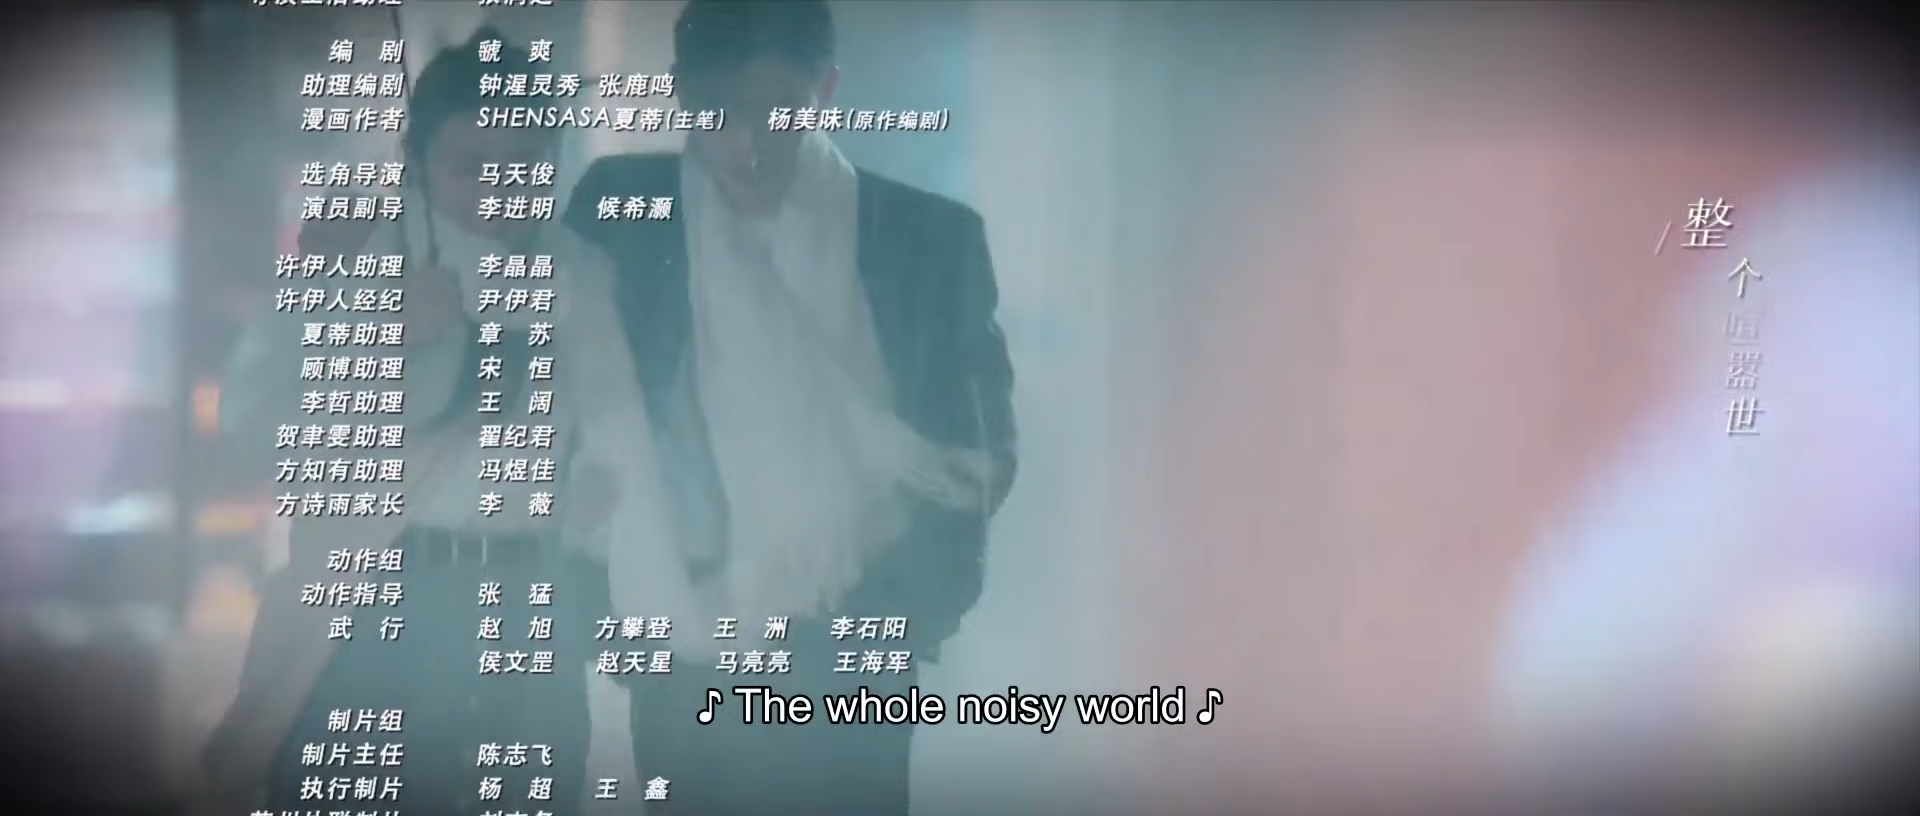 编 剧 虢 爽
助理编剧 钟渥灵秀 张鹿鸣
漫画作者 SHENSASA夏蒂(主笔) 杨美味(原作编剧)
选角导演 马天俊
演员副导 李进明 候希灏
许伊人助理 李晶晶
许伊人经纪 尹伊君
夏蒂助理 章 苏
顾博助理 宋 恒
李哲助理 王 阔
贺聿雯助理 翟纪君
方知有助理 冯煜佳
方诗雨家长 李 薇
动作组
动作指导 张 猛
武 行 赵 旭 方攀登 王 洲 李石阳
侯文罡 赵天星 马亮亮 王海军
♪ The whole noisy world ♪
制片组
制片主任 陈志飞
执行制片 杨 超 王 鑫
整个喧嚣世